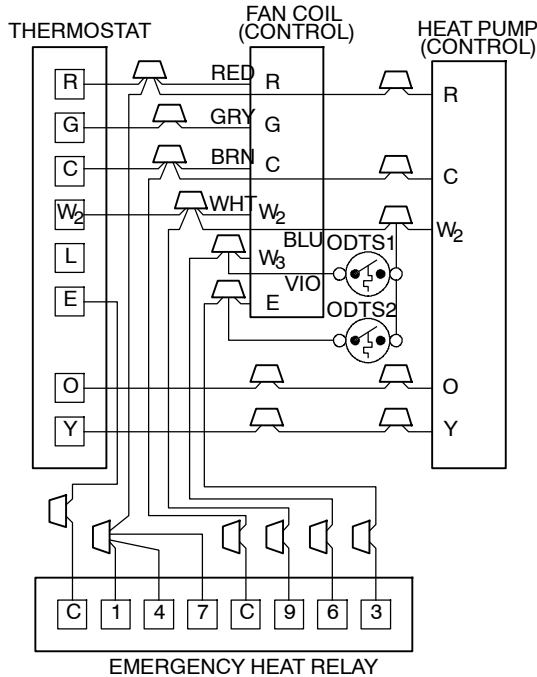 THERMOSTAT
FAN COIL
(CONTROL)
HEAT PUMP
(CONTROL)
R
RED
R
R
G
GRY
G
C
BRN
C
C
W2
WHT
W2
W2
L
BLU
ODTS1
W3
E
VIO
E
ODTS2
O
O
Y
Y
C
1
4
7
C
9
6
3
EMERGENCY HEAT RELAY